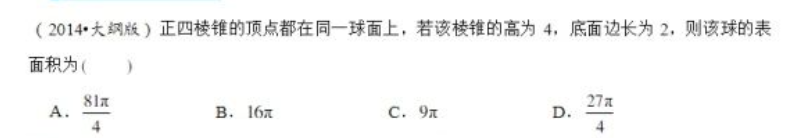 （2014•大纲版）正四棱锥的顶点都在同一球面上，若该棱锥的高为 4，底面边长为 2，则该球的表
面积为(　　)
A．81π/4　　B．16π　　C．9π　　D．27π/4